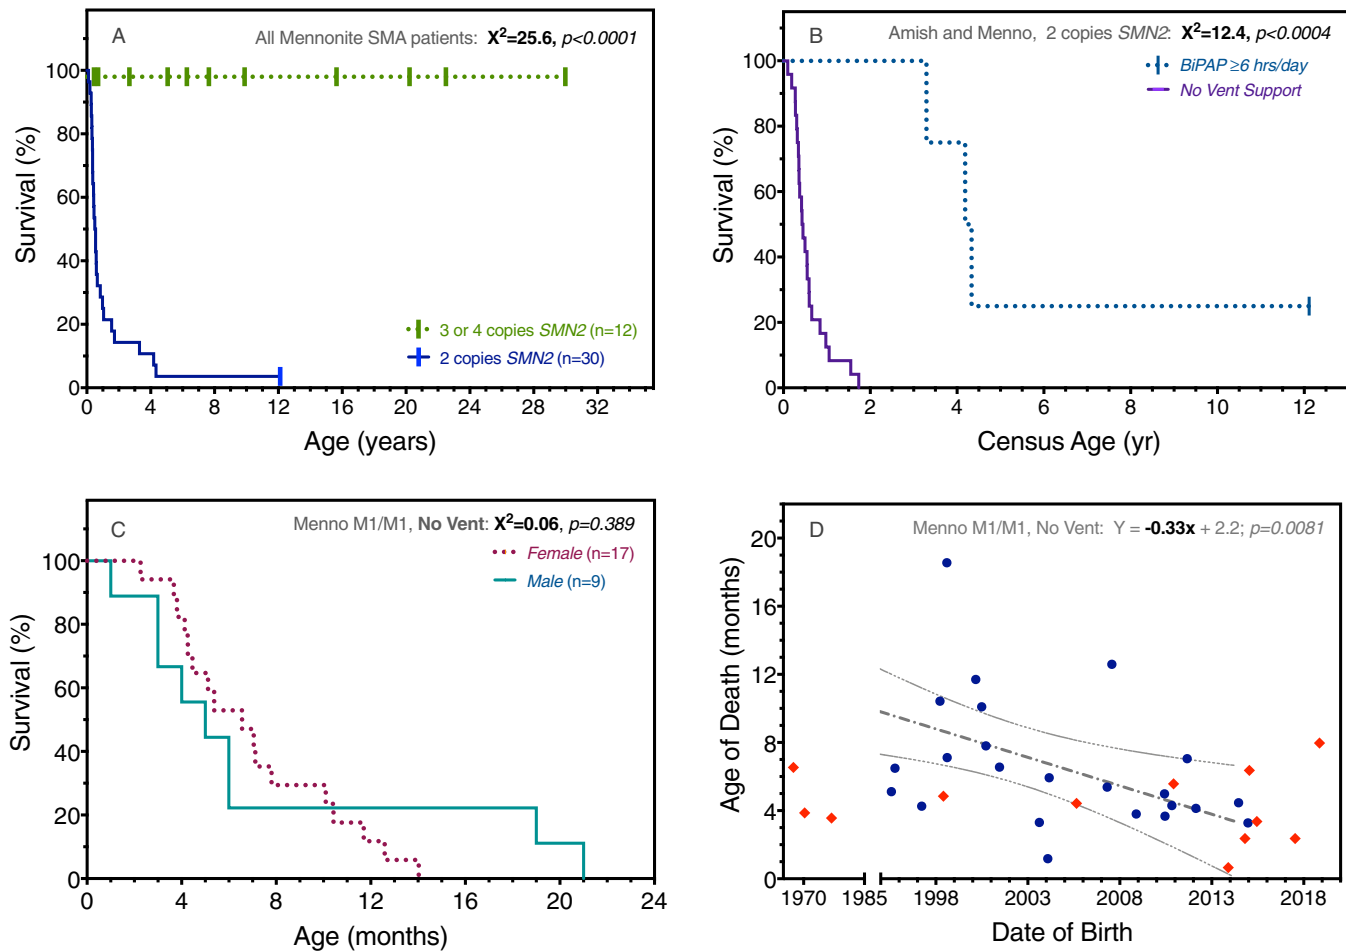 A
All Mennonite SMA patients: X²=25.6, p<0.0001
100
80
60
40
20
0
Survival (%)
3 or 4 copies SMN2 (n=12)
2 copies SMN2 (n=30)
0 4 8 12 16 20 24 28 32
Age (years)
B
Amish and Menno, 2 copies SMN2: X²=12.4, p<0.0004
BiPAP ≥6 hrs/day
No Vent Support
100
80
60
40
20
0
Survival (%)
0 2 4 6 8 10 12
Census Age (yr)
C
Menno M1/M1, No Vent: X²=0.06, p=0.389
Female (n=17)
Male (n=9)
100
80
60
40
20
0
Survival (%)
0 4 8 12 16 20 24
Age (months)
D
Menno M1/M1, No Vent: Y = -0.33x + 2.2; p=0.0081
20
16
12
8
4
0
Age of Death (months)
1970 1985 1998 2003 2008 2013 2018
Date of Birth